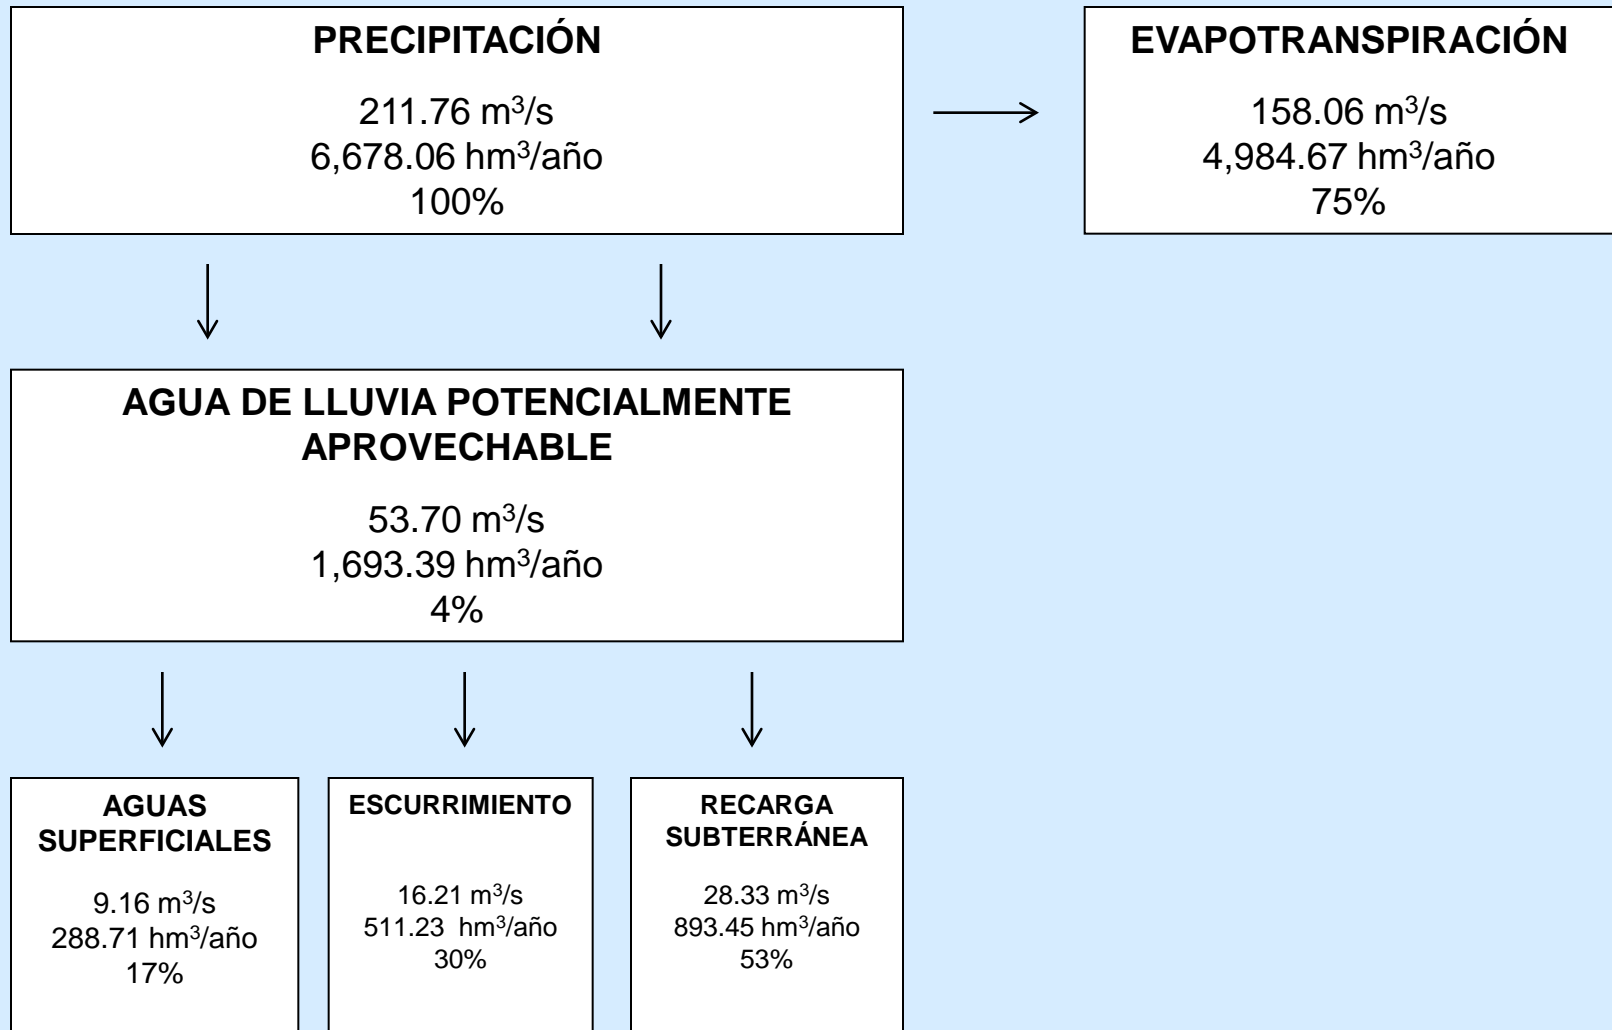 PRECIPITACIÓN
211.76 m³/s
6,678.06 hm³/año
100%
EVAPOTRANSPIRACIÓN
158.06 m³/s
4,984.67 hm³/año
75%
AGUA DE LLUVIA POTENCIALMENTE
APROVECHABLE
53.70 m³/s
1,693.39 hm³/año
4%
AGUAS
SUPERFICIALES
9.16 m³/s
288.71 hm³/año
17%
ESCURRIMIENTO
16.21 m³/s
511.23 hm³/año
30%
RECARGA
SUBTERRÁNEA
28.33 m³/s
893.45 hm³/año
53%